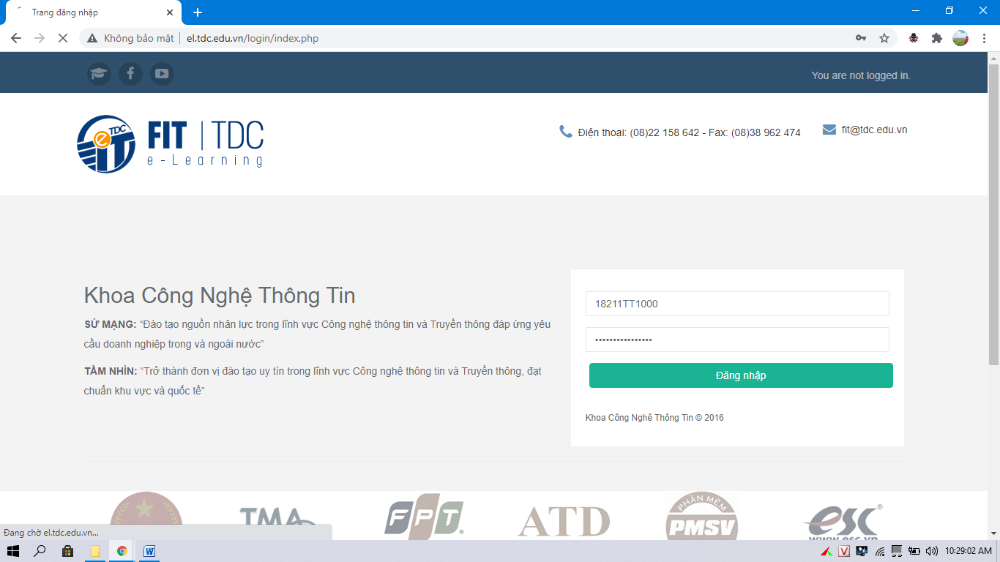 Trang đăng nhập
Không bảo mật
el.tdc.edu.vn/login/index.php
You are not logged in.
TDC
e IT
FIT | TDC
e-Learning
Điện thoại: (08)22 158 642 - Fax: (08)38 962 474
fit@tdc.edu.vn
Khoa Công Nghệ Thông Tin
SỨ MẠNG: “Đào tạo nguồn nhân lực trong lĩnh vực Công nghệ thông tin và Truyền thông đáp ứng yêu
cầu doanh nghiệp trong và ngoài nước”
TẦM NHÌN: “Trở thành đơn vị đào tạo uy tín trong lĩnh vực Công nghệ thông tin và Truyền thông, đạt
chuẩn khu vực và quốc tế”
18211TT1000
••••••••••••••••
Đăng nhập
Khoa Công Nghệ Thông Tin © 2016
TMA
FPT
ATD
PHẦN MỀM
PMSV
esc
www.esc.vn
Đang chờ el.tdc.edu.vn...
10:29:02 AM